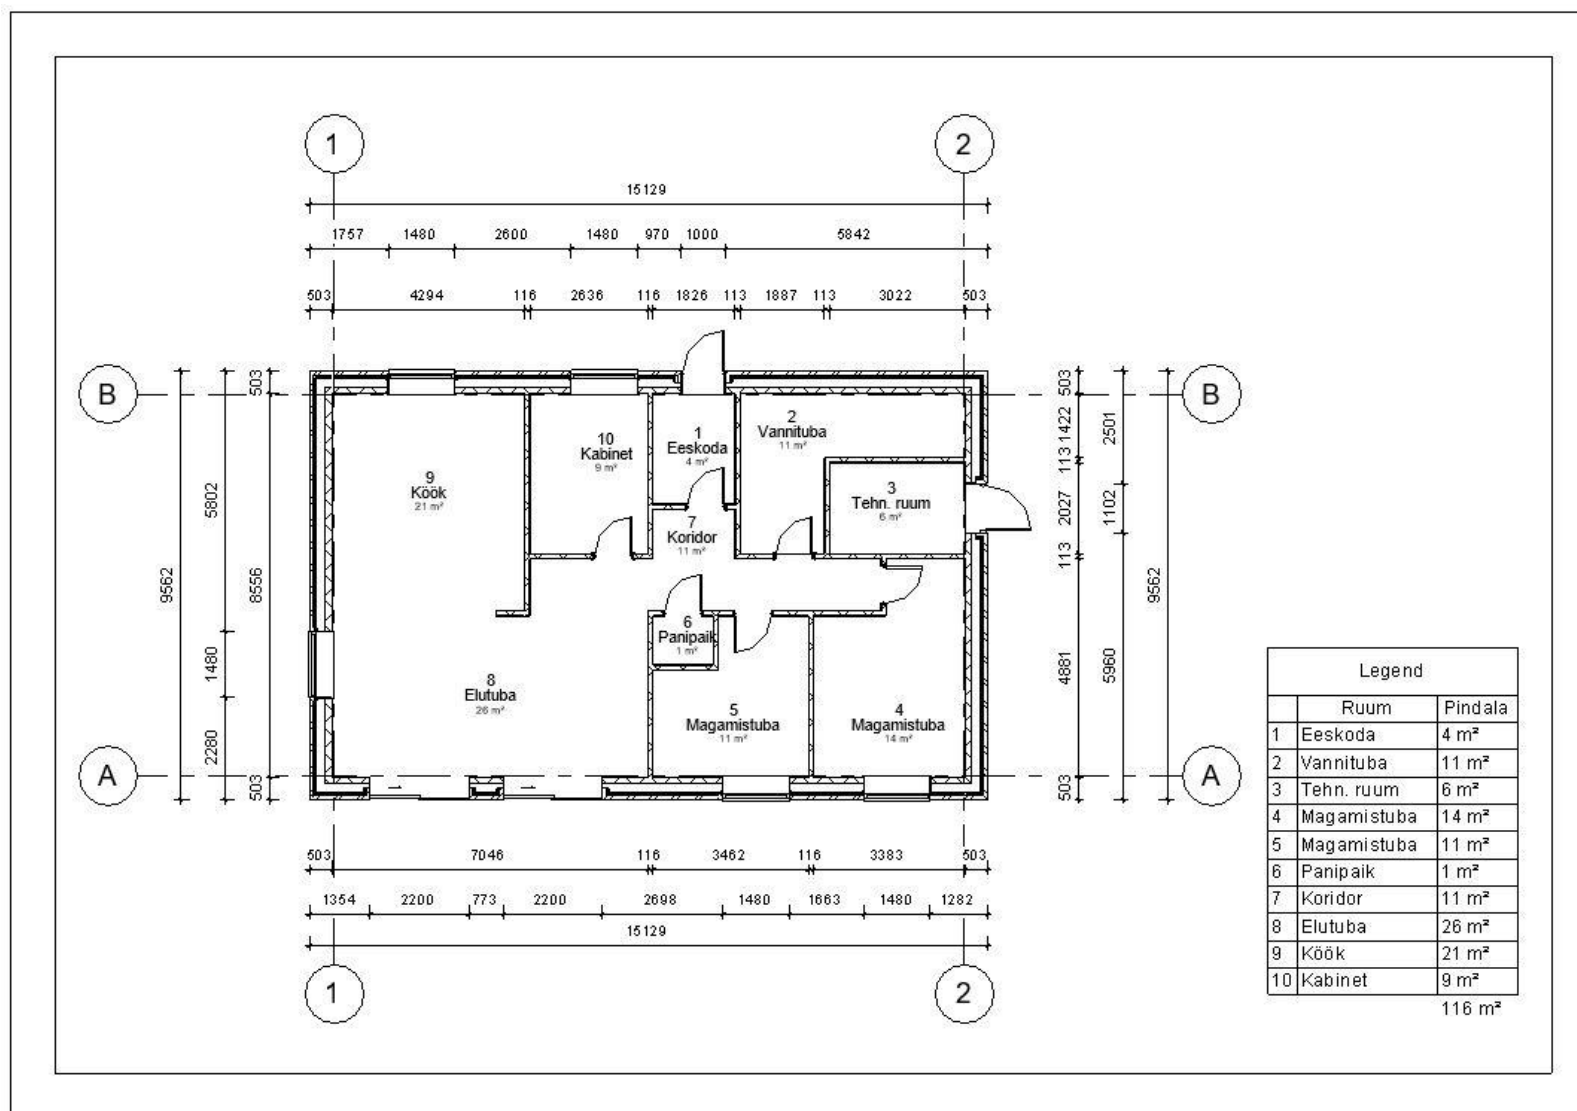 1 2
15129
1757 1480 2600 1480 970 1000 5842
503 4294 116 2636 116 1826 113 1887 113 3022 503
B B
9562 5802 1480 2280
503 8556 503
503 1422 113 2027 113 4881 503
2501 1102 5960
9562
2
Vannituba
11 m²
10
Kabinet
9 m²
1
Eeskoda
4 m²
9
Köök
21 m²
3
Tehn. ruum
6 m²
7
Koridor
11 m²
6
Panipaik
1 m²
8
Elutuba
26 m²
5
Magamistuba
11 m²
4
Magamistuba
14 m²
A A
503 7046 116 3462 116 3383 503
1354 2200 773 2200 2698 1480 1663 1480 1282
15129
1 2
Legend
Ruum Pindala
1 Eeskoda 4 m²
2 Vannituba 11 m²
3 Tehn. ruum 6 m²
4 Magamistuba 14 m²
5 Magamistuba 11 m²
6 Panipaik 1 m²
7 Koridor 11 m²
8 Elutuba 26 m²
9 Köök 21 m²
10 Kabinet 9 m²
116 m²